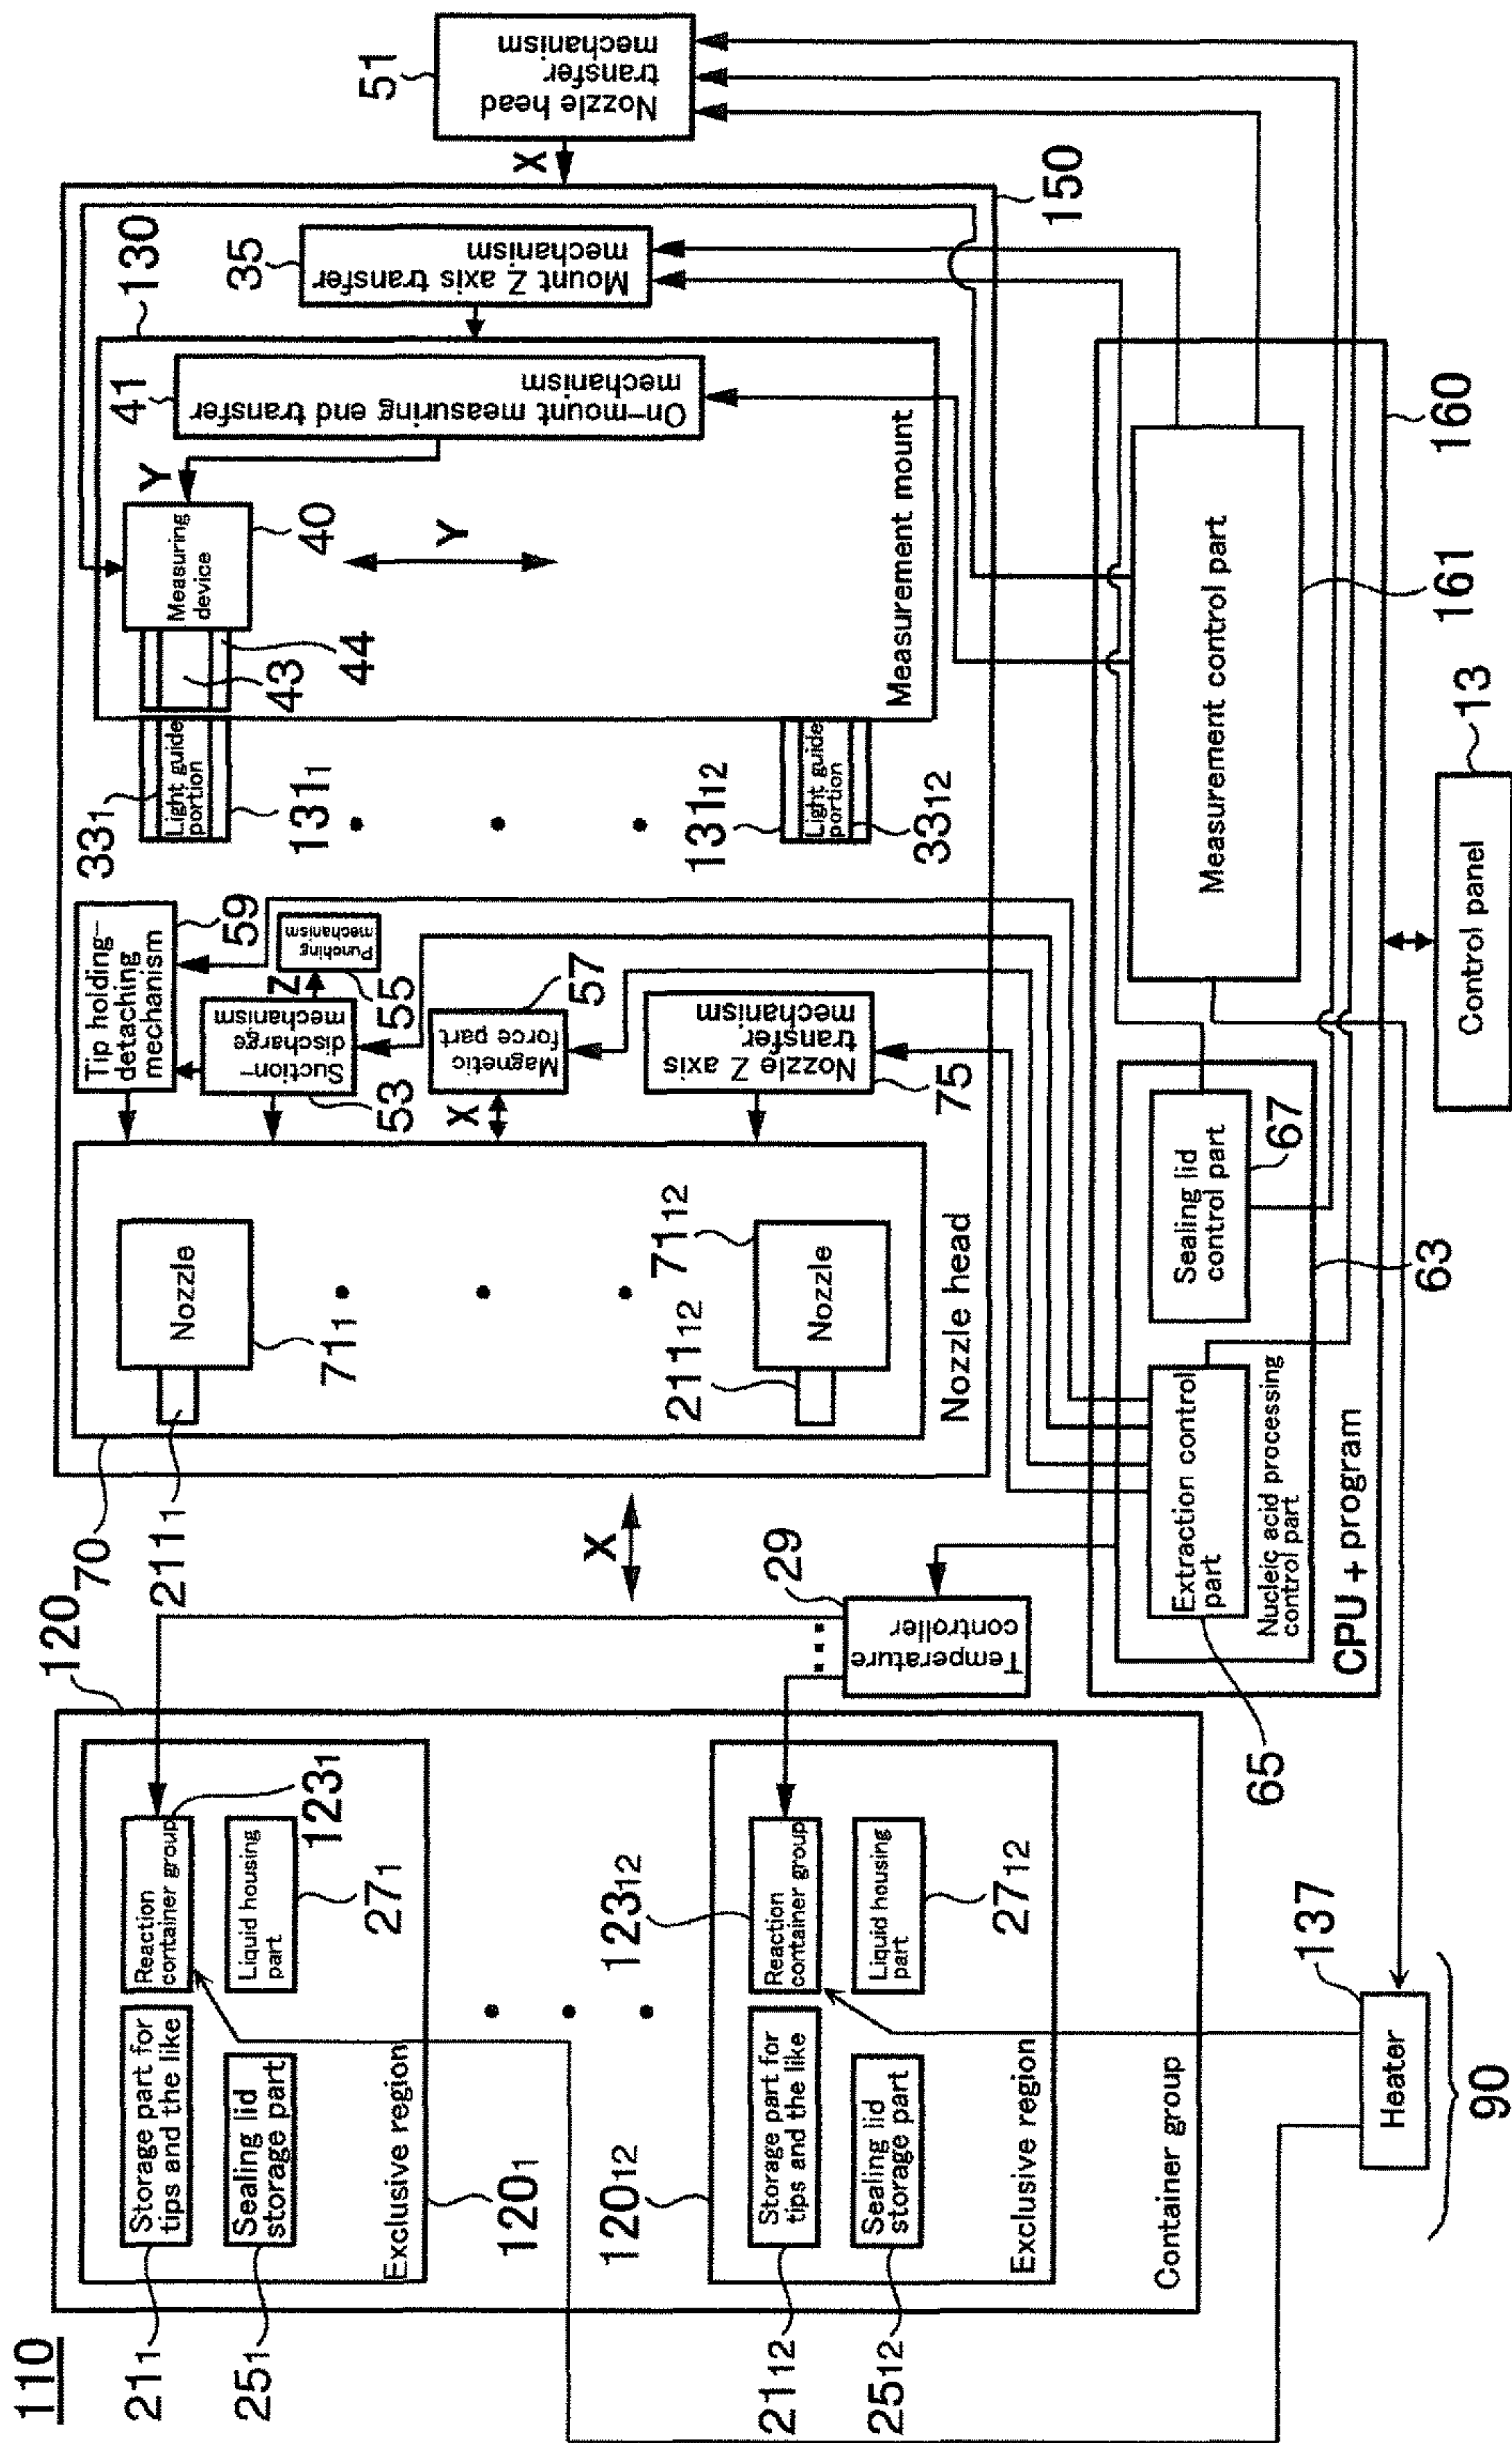 110
120
70
211₁
X
150
130
51
Nozzle head
transfer
mechanism
X
35
Mount Z axis transfer
mechanism
41
On-mount measuring end transfer
mechanism
Y
Measuring
device
40
Y
43
44
Measurement mount
33₁
Light guide
portion
131₁
131₁₂
Light guide
portion
33₁₂
59
Tip holding-
detaching
mechanism
Punching
mechanism
Z
55
Suction-
discharge
mechanism
53
57
Magnetic
force part
X
Nozzle Z axis
transfer
mechanism
75
Nozzle
71₁
71₁₂
Nozzle
211₁₂
Nozzle head
21₁
Storage part for
tips and the like
Reaction
container group
123₁
25₁
Sealing lid
storage part
Liquid housing
part
27₁
Exclusive region
120₁
120₁₂
123₁₂
21₁₂
Storage part for
tips and the like
Reaction
container group
25₁₂
Sealing lid
storage part
Liquid housing
part
27₁₂
Exclusive region
Container group
29
Temperature
controller
65
Extraction control
part
Sealing lid
control part
67
Nucleic acid processing
control part
63
CPU + program
Measurement control part
161
160
Control panel
13
137
Heater
90